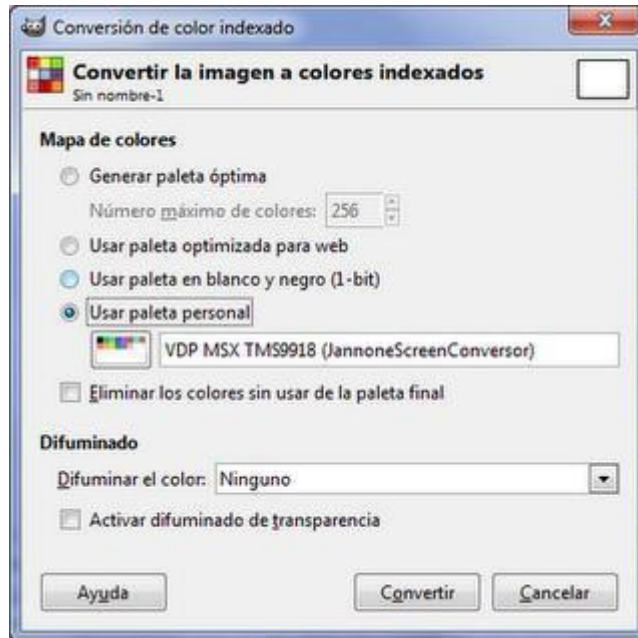 Conversión de color indexado
Convertir la imagen a colores indexados
Sin nombre-1
Mapa de colores
Generar paleta óptima
Número máximo de colores: 256
Usar paleta optimizada para web
Usar paleta en blanco y negro (1-bit)
Usar paleta personal
VDP MSX TMS9918 (JannoneScreenConversor)
Eliminar los colores sin usar de la paleta final
Difuminado
Difuminar el color: Ninguno
Activar difuminado de transparencia
Ayuda Convertir Cancelar